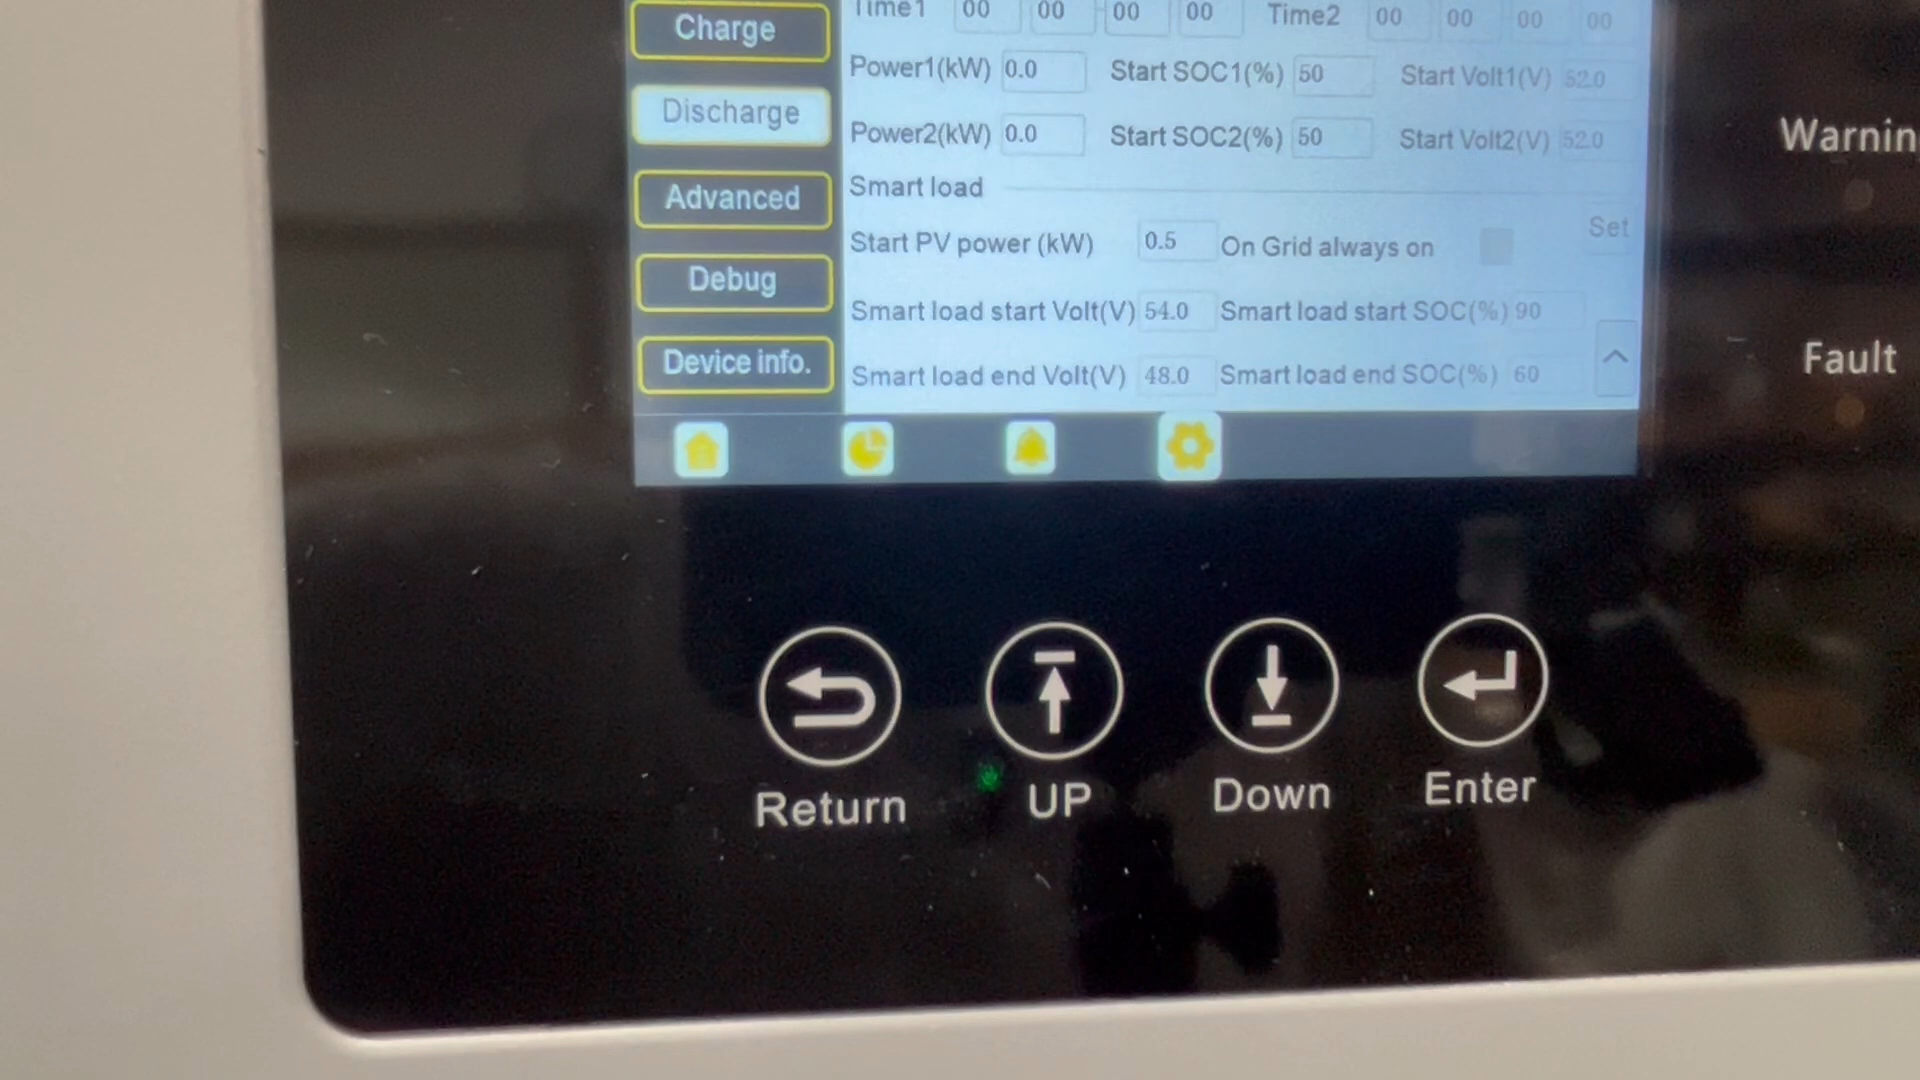 Charge
Time1 00 00 00 00 Time2 00 00 00 00
Power1(kW) 0.0 Start SOC1(%) 50 Start Volt1(V) 52.0
Discharge
Power2(kW) 0.0 Start SOC2(%) 50 Start Volt2(V) 52.0
Warnin
Advanced
Smart load
Set
Start PV power (kW) 0.5 On Grid always on
Debug
Smart load start Volt(V) 54.0 Smart load start SOC(%) 90
Device info.
Smart load end Volt(V) 48.0 Smart load end SOC(%) 60
Fault
Return UP Down Enter